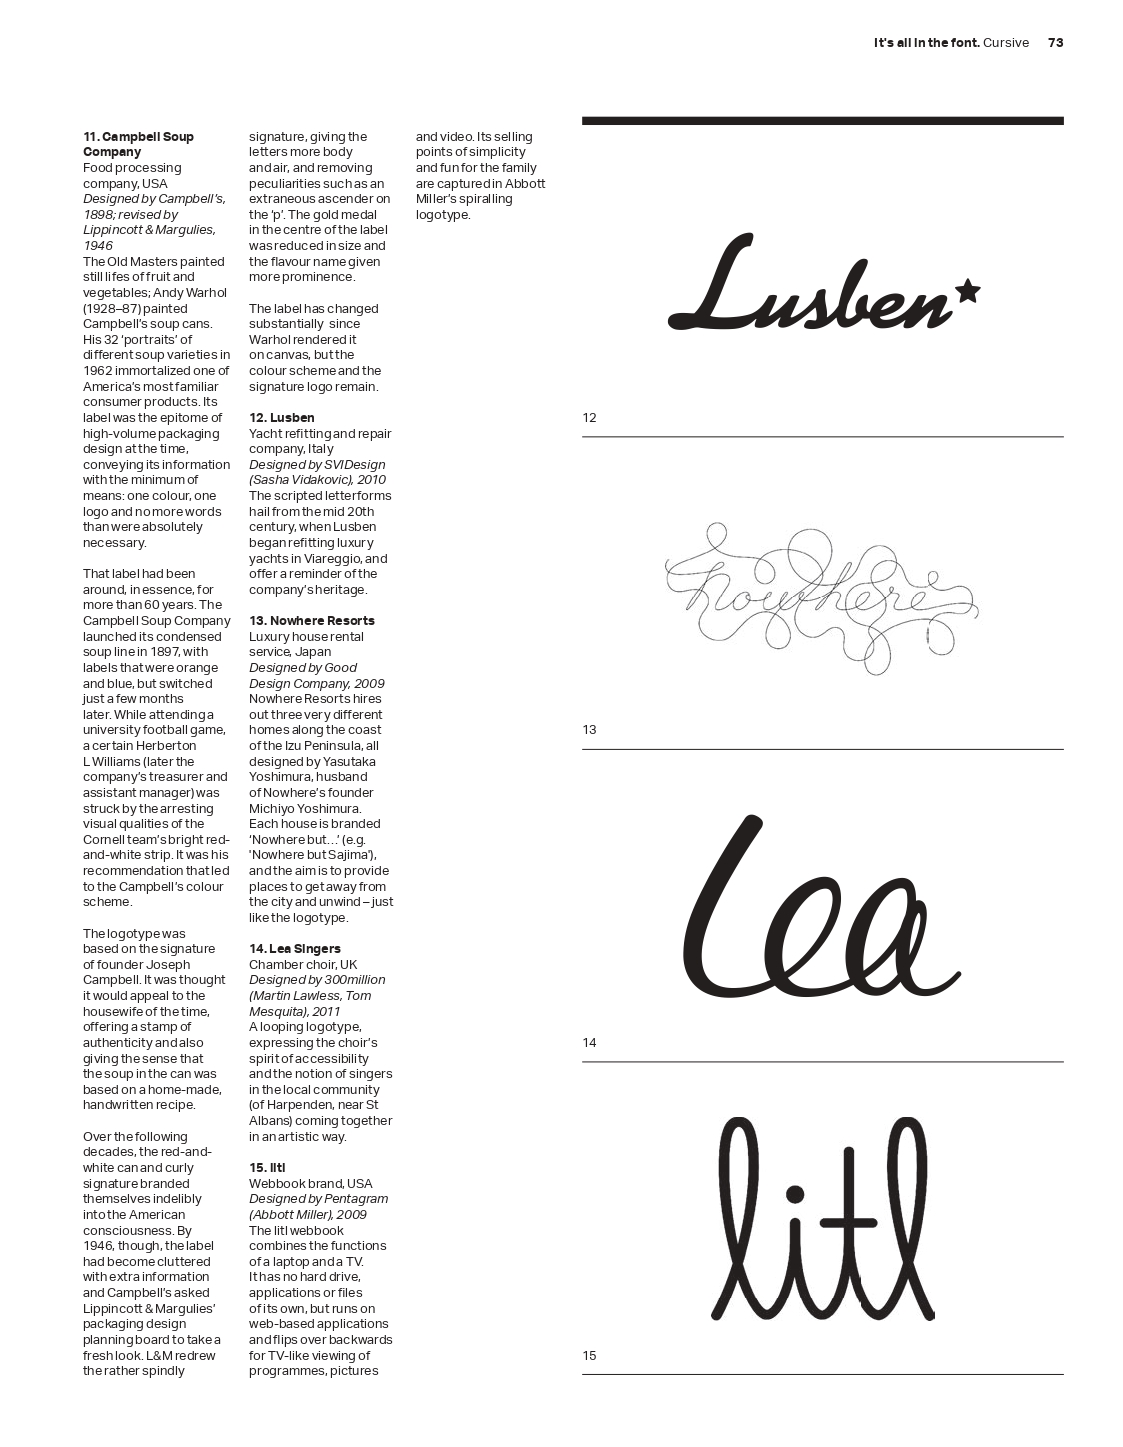 It's all in the font. Cursive 73
11. Campbell Soup
Company
Food processing
company, USA
Designed by Campbell's,
1898; revised by
Lippincott & Margulies,
1946
The Old Masters painted
still lifes of fruit and
vegetables; Andy Warhol
(1928–87) painted
Campbell's soup cans.
His 32 'portraits' of
different soup varieties in
1962 immortalized one of
America's most familiar
consumer products. Its
label was the epitome of
high-volume packaging
design at the time,
conveying its information
with the minimum of
means: one colour, one
logo and no more words
than were absolutely
necessary.
That label had been
around, in essence, for
more than 60 years. The
Campbell Soup Company
launched its condensed
soup line in 1897, with
labels that were orange
and blue, but switched
just a few months
later. While attending a
university football game,
a certain Herberton
L Williams (later the
company's treasurer and
assistant manager) was
struck by the arresting
visual qualities of the
Cornell team's bright red-
and-white strip. It was his
recommendation that led
to the Campbell's colour
scheme.
The logotype was
based on the signature
of founder Joseph
Campbell. It was thought
it would appeal to the
housewife of the time,
offering a stamp of
authenticity and also
giving the sense that
the soup in the can was
based on a home-made,
handwritten recipe.
Over the following
decades, the red-and-
white can and curly
signature branded
themselves indelibly
into the American
consciousness. By
1946, though, the label
had become cluttered
with extra information
and Campbell's asked
Lippincott & Margulies'
packaging design
planning board to take a
fresh look. L&M redrew
the rather spindly
signature, giving the
letters more body
and air, and removing
peculiarities such as an
extraneous ascender on
the 'p'. The gold medal
in the centre of the label
was reduced in size and
the flavour name given
more prominence.
The label has changed
substantially since
Warhol rendered it
on canvas, but the
colour scheme and the
signature logo remain.
12. Lusben
Yacht refitting and repair
company, Italy
Designed by SVIDesign
(Sasha Vidakovic), 2010
The scripted letterforms
hail from the mid 20th
century, when Lusben
began refitting luxury
yachts in Viareggio, and
offer a reminder of the
company's heritage.
13. Nowhere Resorts
Luxury house rental
service, Japan
Designed by Good
Design Company, 2009
Nowhere Resorts hires
out three very different
homes along the coast
of the Izu Peninsula, all
designed by Yasutaka
Yoshimura, husband
of Nowhere's founder
Michiyo Yoshimura.
Each house is branded
'Nowhere but…' (e.g.
'Nowhere but Sajima'),
and the aim is to provide
places to get away from
the city and unwind – just
like the logotype.
14. Lea Singers
Chamber choir, UK
Designed by 300million
(Martin Lawless, Tom
Mesquita), 2011
A looping logotype,
expressing the choir's
spirit of accessibility
and the notion of singers
in the local community
(of Harpenden, near St
Albans) coming together
in an artistic way.
15. litl
Webbook brand, USA
Designed by Pentagram
(Abbott Miller), 2009
The litl webbook
combines the functions
of a laptop and a TV.
It has no hard drive,
applications or files
of its own, but runs on
web-based applications
and flips over backwards
for TV-like viewing of
programmes, pictures
and video. Its selling
points of simplicity
and fun for the family
are captured in Abbott
Miller's spiralling
logotype.
Lusben
12
nowhere
13
Lea
14
litl
15